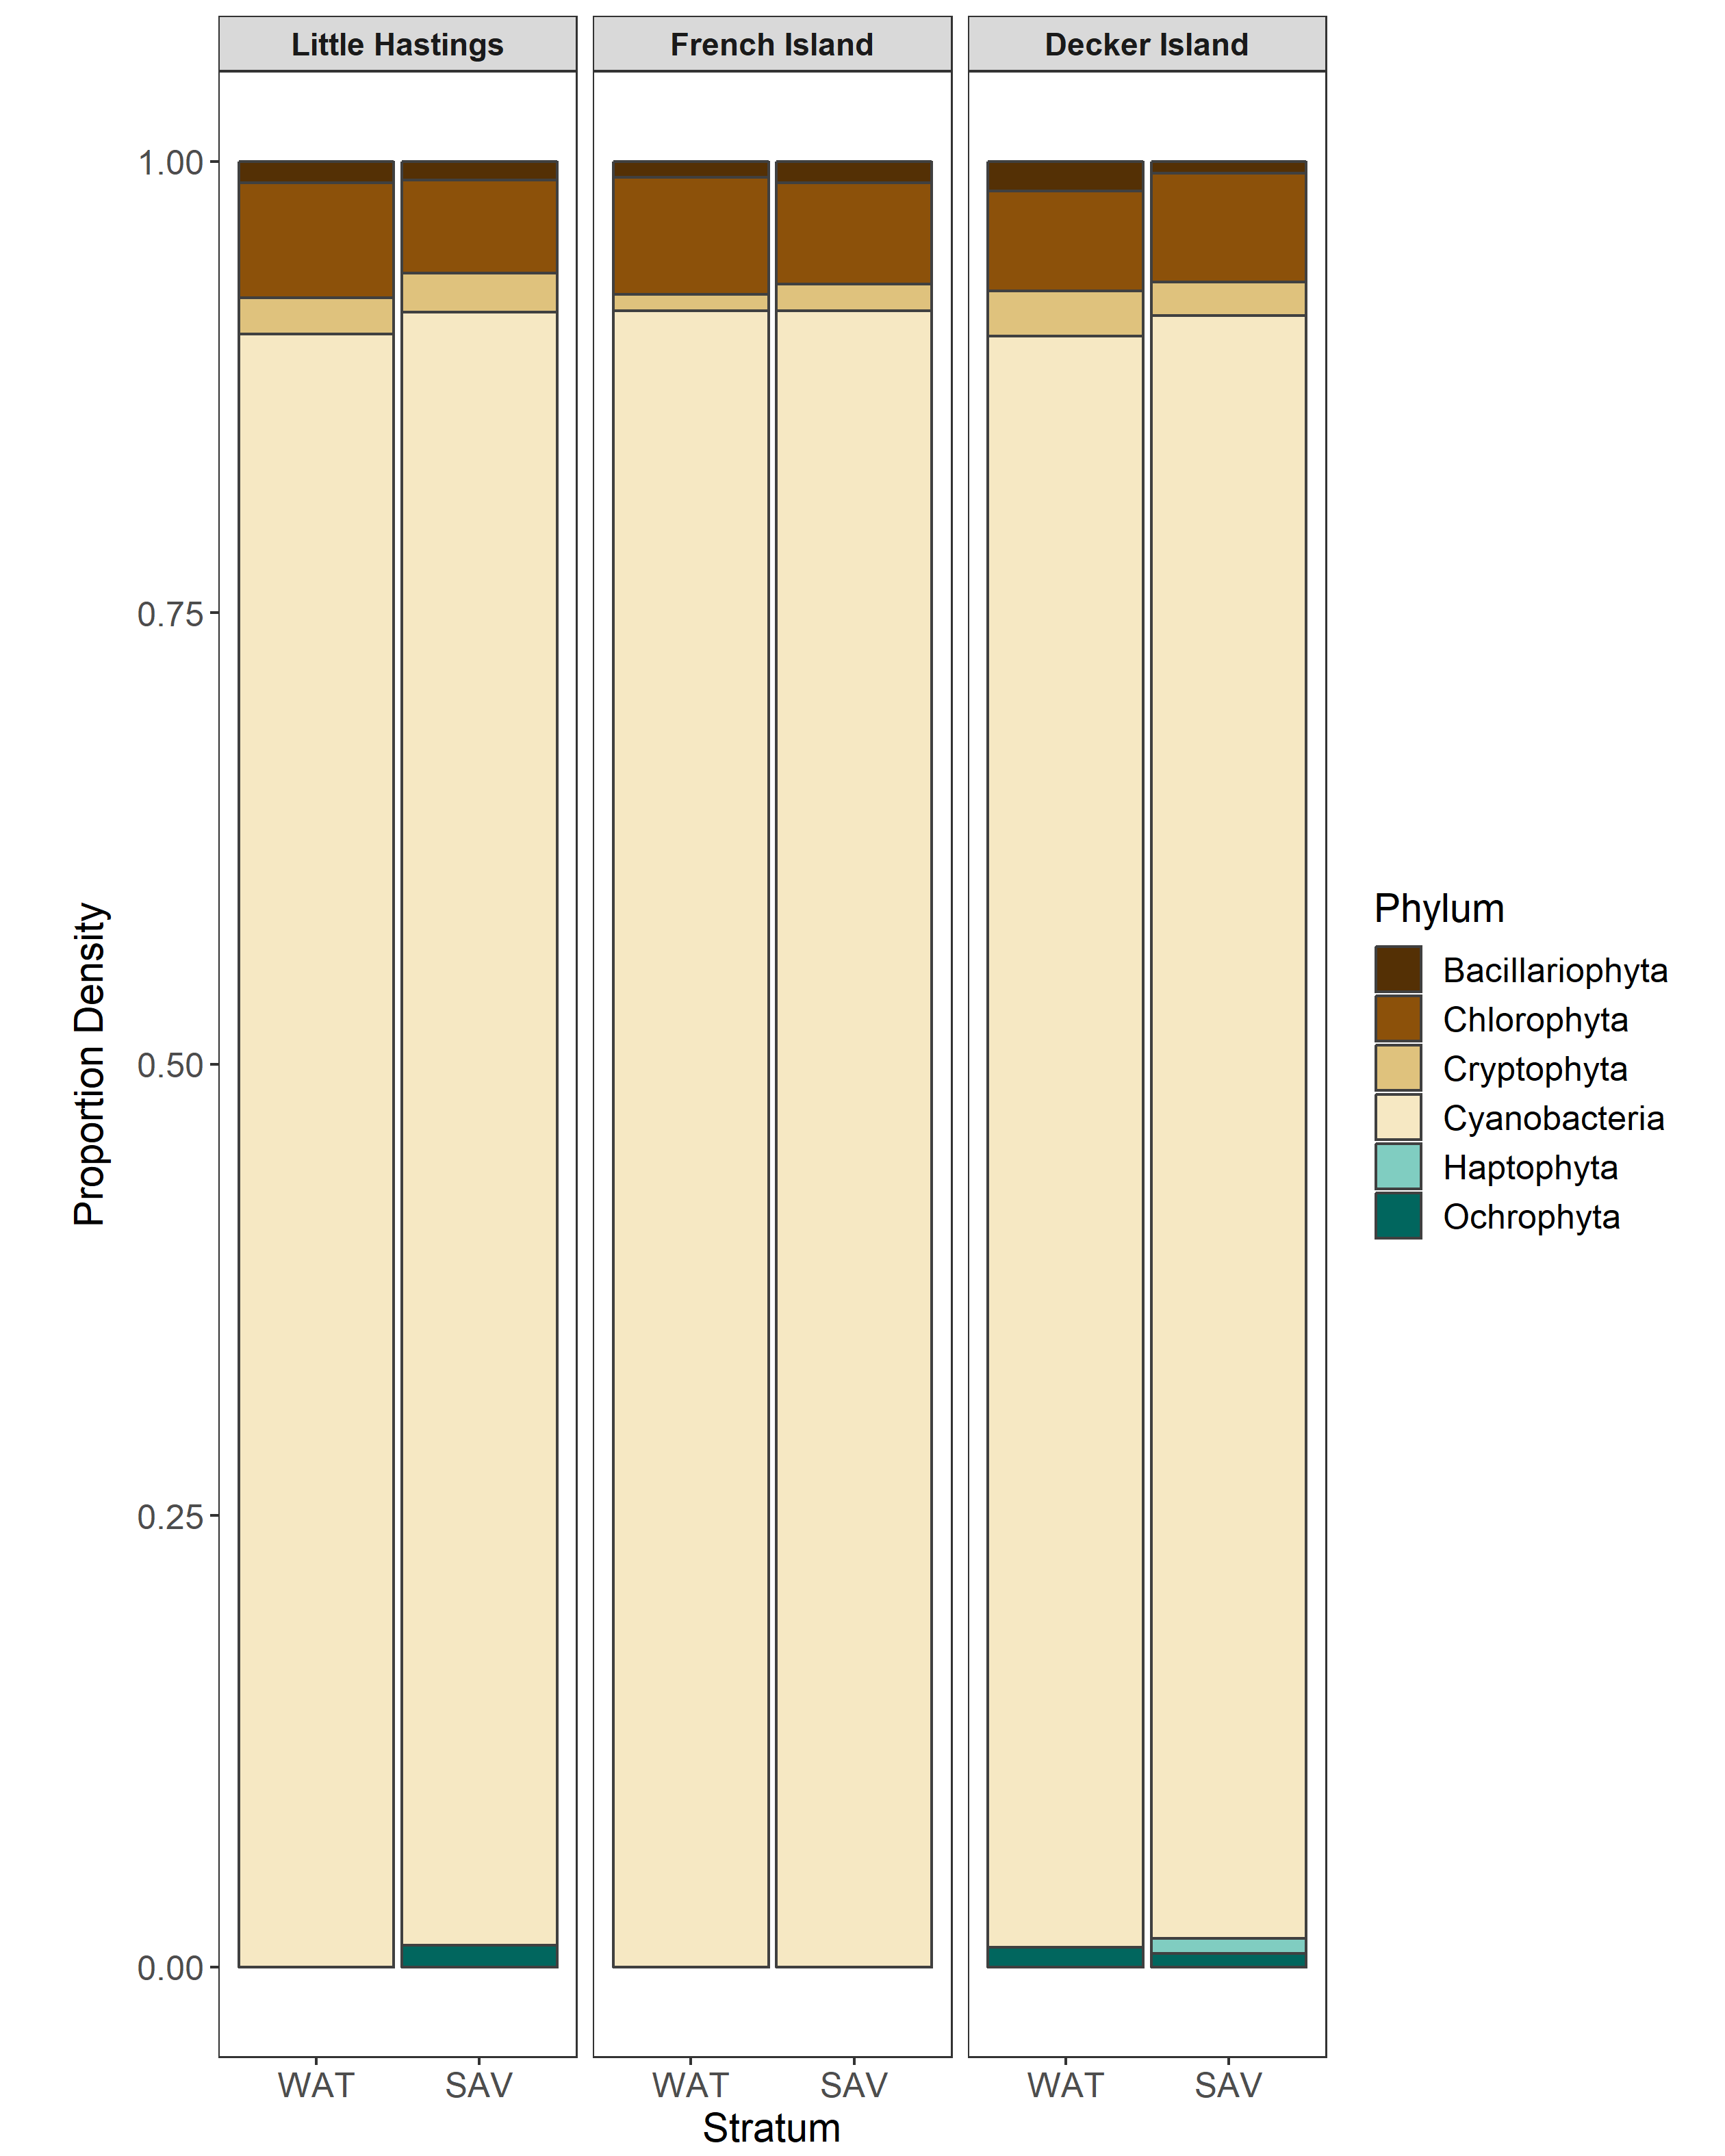 Little Hastings
French Island
Decker Island
1.00
0.75
0.50
0.25
0.00
Proportion Density
WAT
SAV
WAT
SAV
WAT
SAV
Stratum
Phylum
Bacillariophyta
Chlorophyta
Cryptophyta
Cyanobacteria
Haptophyta
Ochrophyta